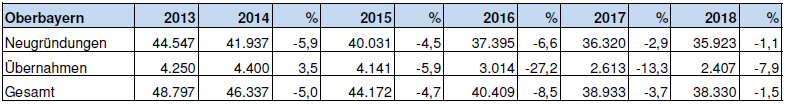 Oberbayern 2013 2014 % 2015 % 2016 % 2017 % 2018 %
Neugründungen 44.547 41.937 -5,9 40.031 -4,5 37.395 -6,6 36.320 -2,9 35.923 -1,1
Übernahmen 4.250 4.400 3,5 4.141 -5,9 3.014 -27,2 2.613 -13,3 2.407 -7,9
Gesamt 48.797 46.337 -5,0 44.172 -4,7 40.409 -8,5 38.933 -3,7 38.330 -1,5